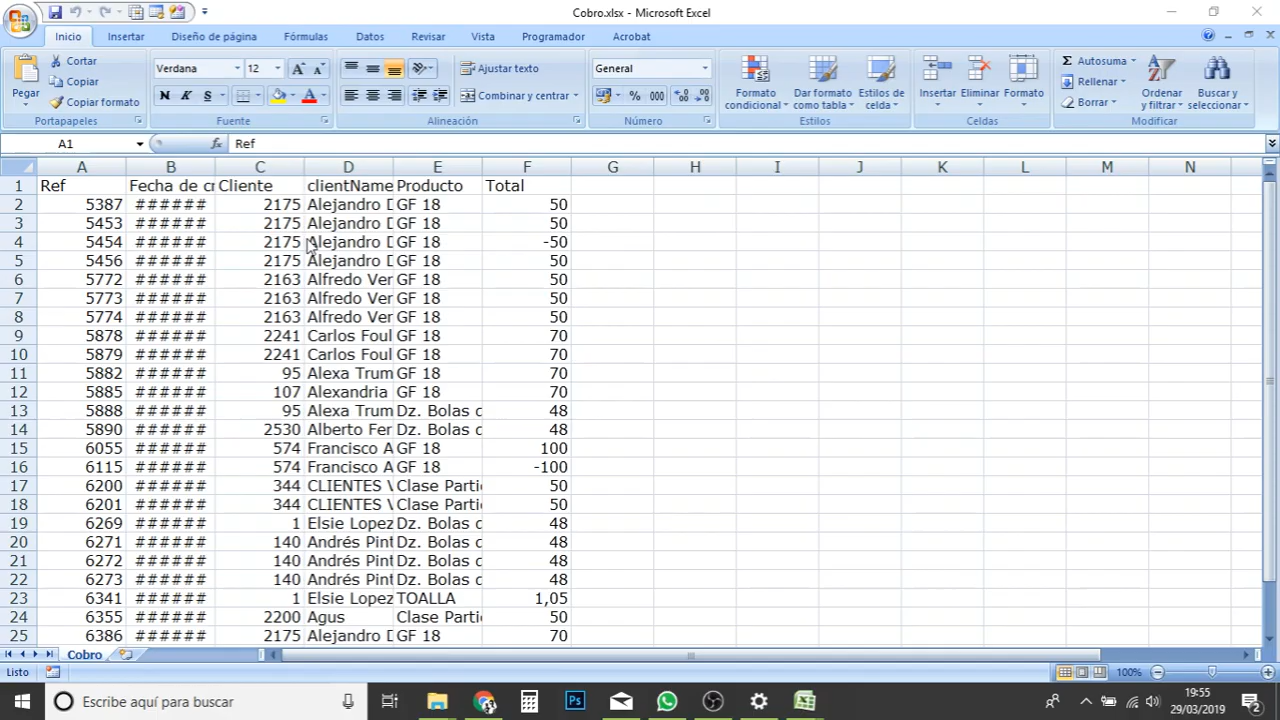 Cobro.xlsx - Microsoft Excel
Inicio Insertar Diseño de página Fórmulas Datos Revisar Vista Programador Acrobat
Pegar
Cortar
Copiar
Copiar formato
Portapapeles
Verdana 12
N K S
Fuente
Ajustar texto
Combinar y centrar
Alineación
General
% 000
Número
Formato condicional
Dar formato como tabla
Estilos de celda
Estilos
Insertar Eliminar Formato
Celdas
Autosuma
Rellenar
Borrar
Ordenar y filtrar
Buscar y seleccionar
Modificar
A1 fx Ref
A B C D E F G H I J K L M N
1 Ref Fecha de cr Cliente clientName Producto Total
2 5387 ###### 2175 Alejandro D GF 18 50
3 5453 ###### 2175 Alejandro D GF 18 50
4 5454 ###### 2175 Alejandro D GF 18 -50
5 5456 ###### 2175 Alejandro D GF 18 50
6 5772 ###### 2163 Alfredo Ver GF 18 50
7 5773 ###### 2163 Alfredo Ver GF 18 50
8 5774 ###### 2163 Alfredo Ver GF 18 50
9 5878 ###### 2241 Carlos Foul GF 18 70
10 5879 ###### 2241 Carlos Foul GF 18 70
11 5882 ###### 95 Alexa Trum GF 18 70
12 5885 ###### 107 Alexandria GF 18 70
13 5888 ###### 95 Alexa Trum Dz. Bolas d 48
14 5890 ###### 2530 Alberto Fer Dz. Bolas d 48
15 6055 ###### 574 Francisco A GF 18 100
16 6115 ###### 574 Francisco A GF 18 -100
17 6200 ###### 344 CLIENTES V Clase Parti 50
18 6201 ###### 344 CLIENTES V Clase Parti 50
19 6269 ###### 1 Elsie Lopez Dz. Bolas d 48
20 6271 ###### 140 Andrés Pint Dz. Bolas d 48
21 6272 ###### 140 Andrés Pint Dz. Bolas d 48
22 6273 ###### 140 Andrés Pint Dz. Bolas d 48
23 6341 ###### 1 Elsie Lopez TOALLA 1,05
24 6355 ###### 2200 Agus Clase Parti 50
25 6386 ###### 2175 Alejandro D GF 18 70
Cobro
Listo 100%
Escribe aquí para buscar
Ps
19:55
29/03/2019
2